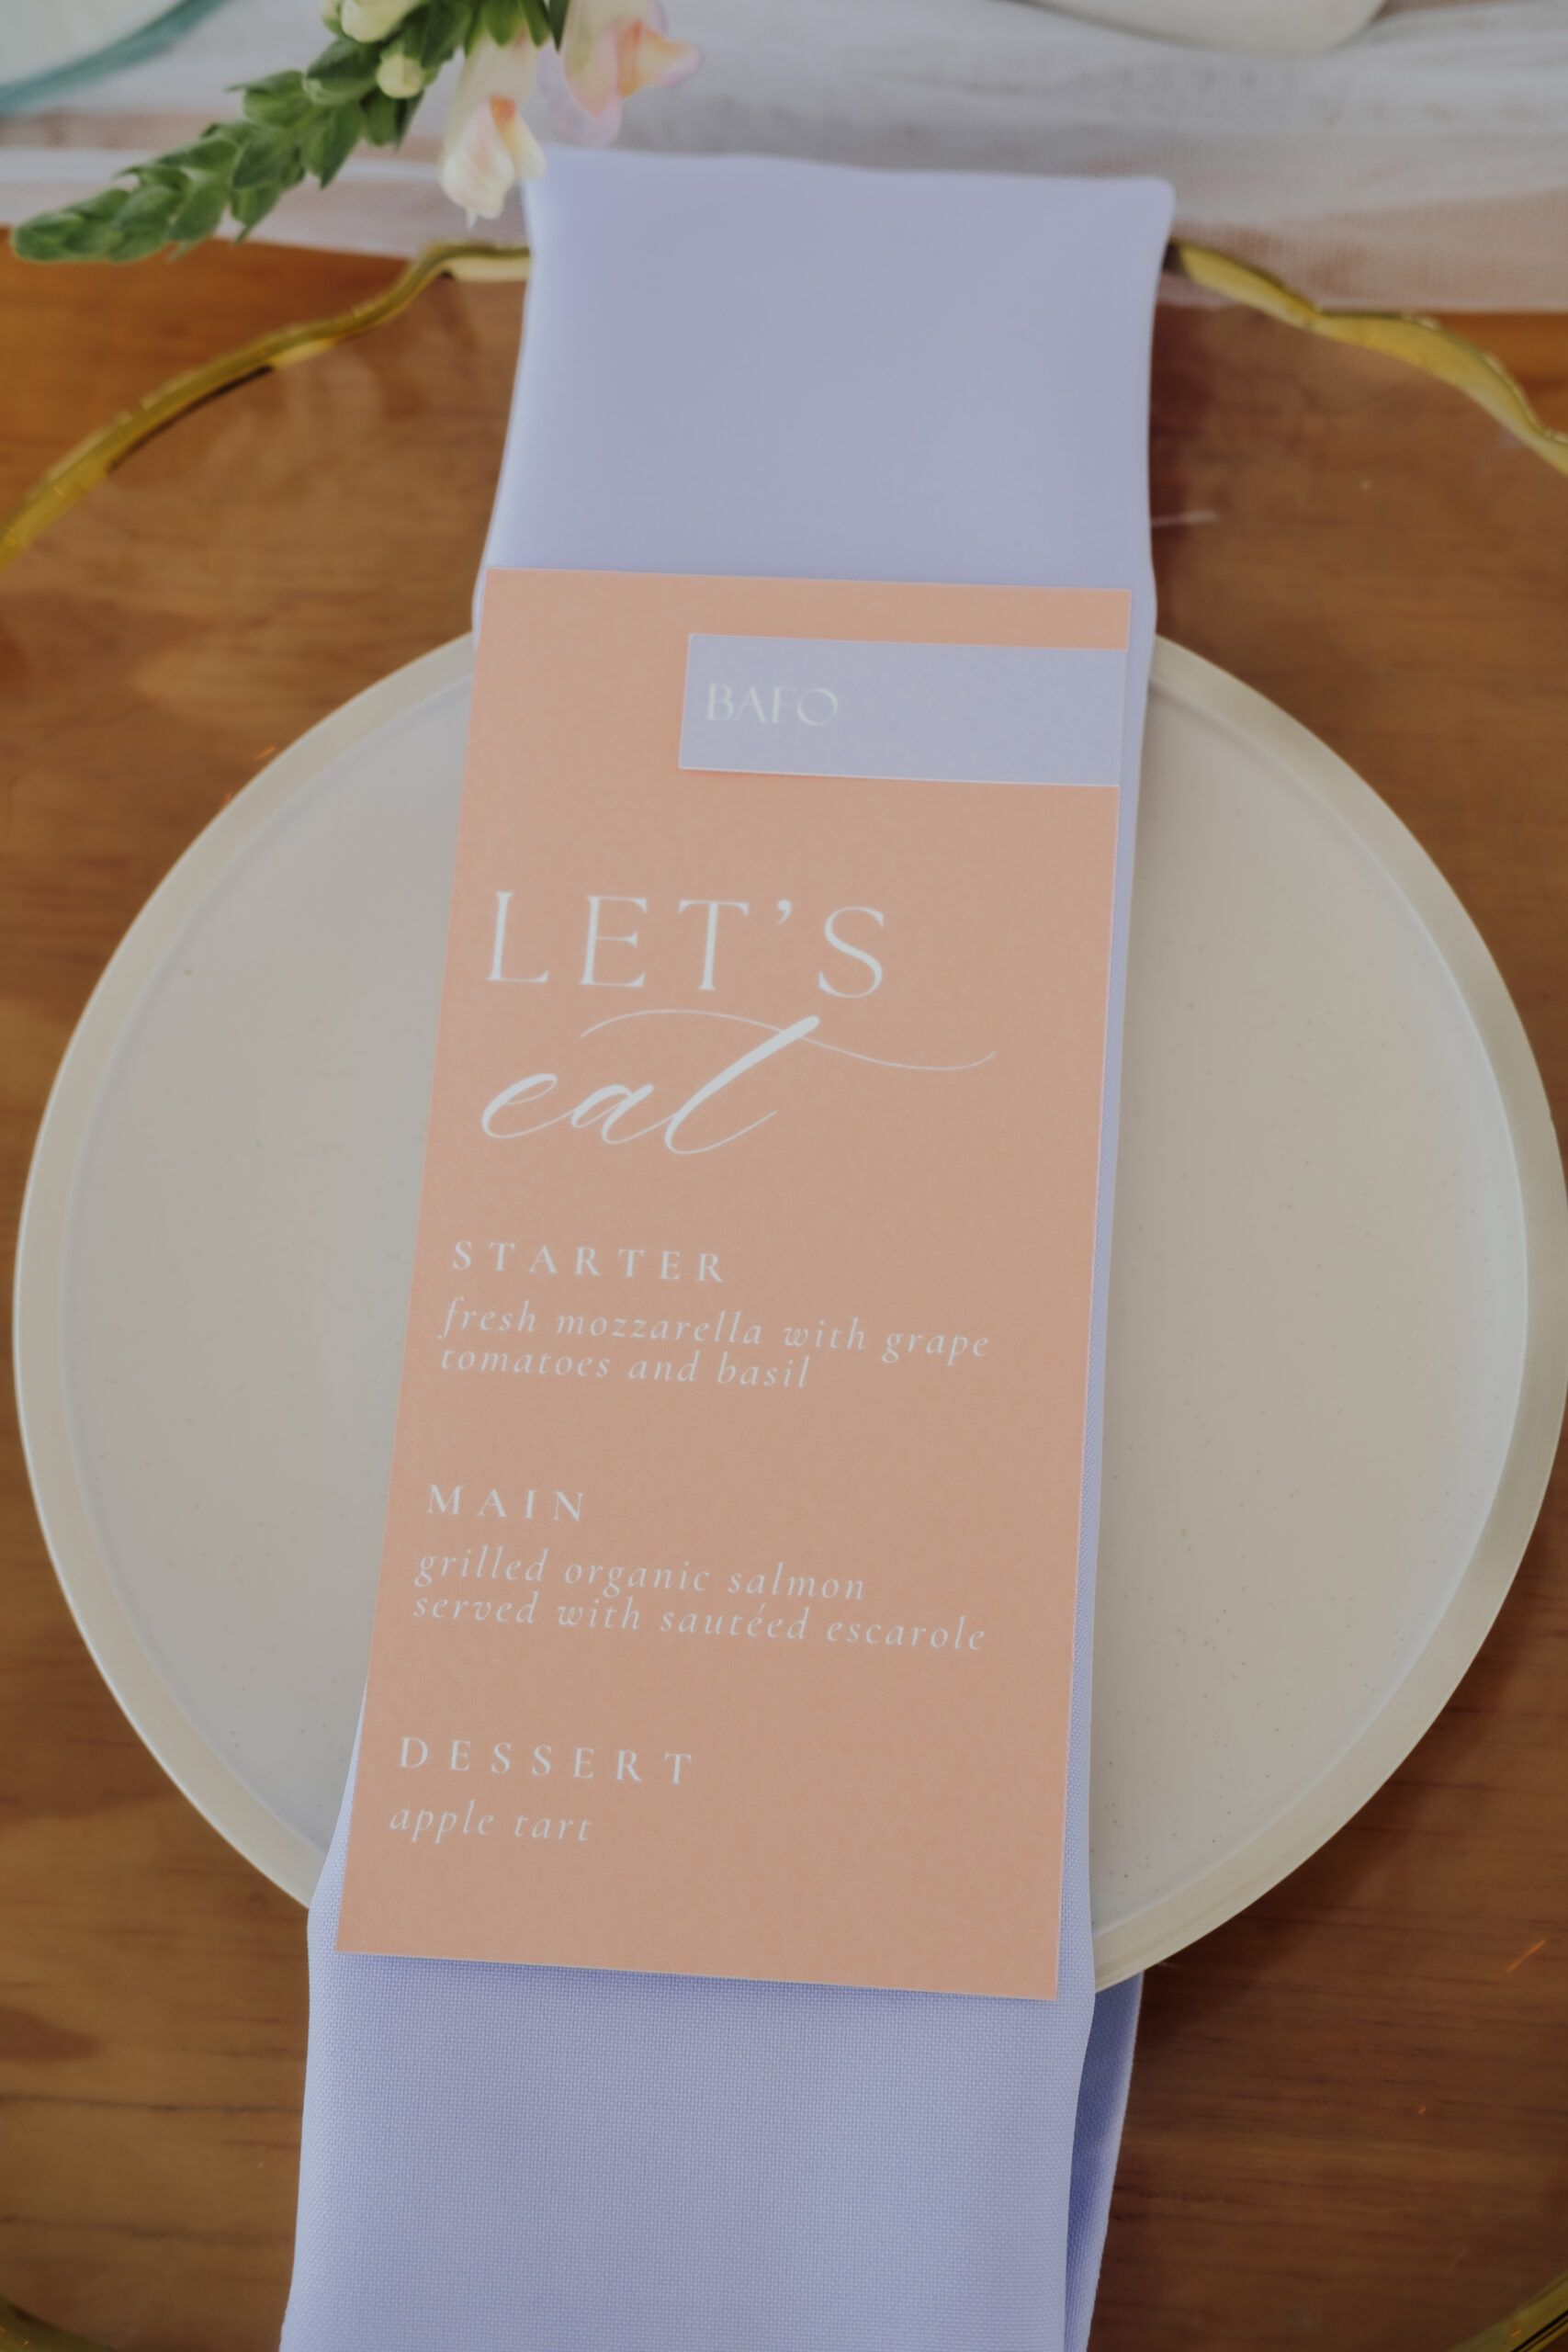 BAFO
LET'S
eat
STARTER
fresh mozzarella with grape
tomatoes and basil
MAIN
grilled organic salmon
served with sautéed escarole
DESSERT
apple tart